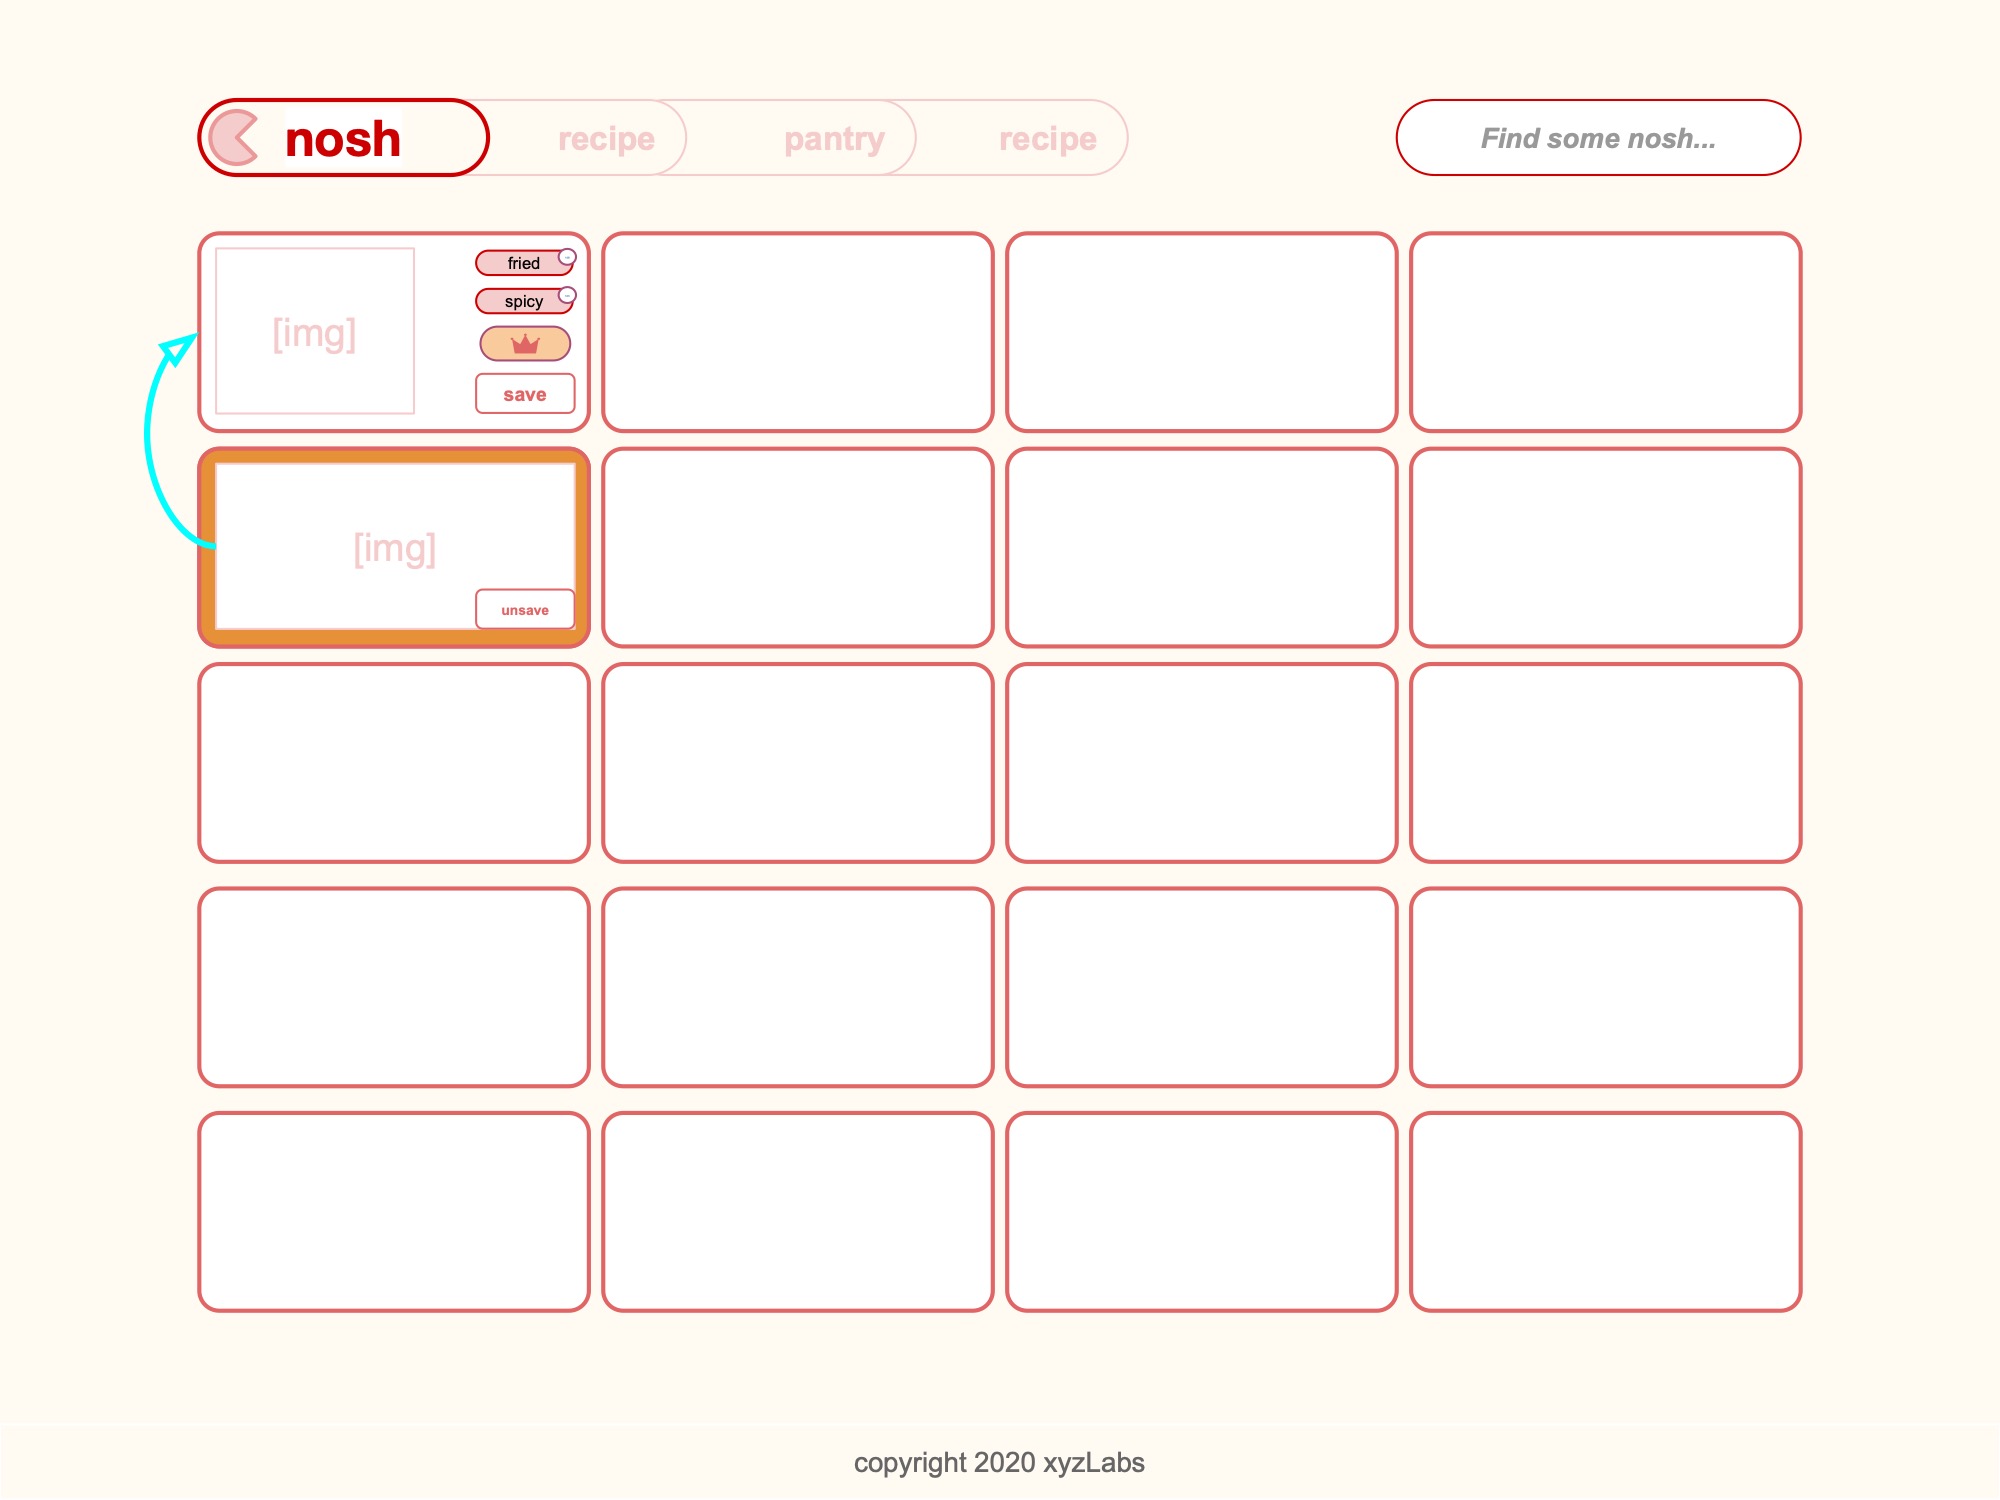 nosh
recipe
pantry
recipe
Find some nosh...
fried
spicy
[img]
save
[img]
unsave
copyright 2020 xyzLabs